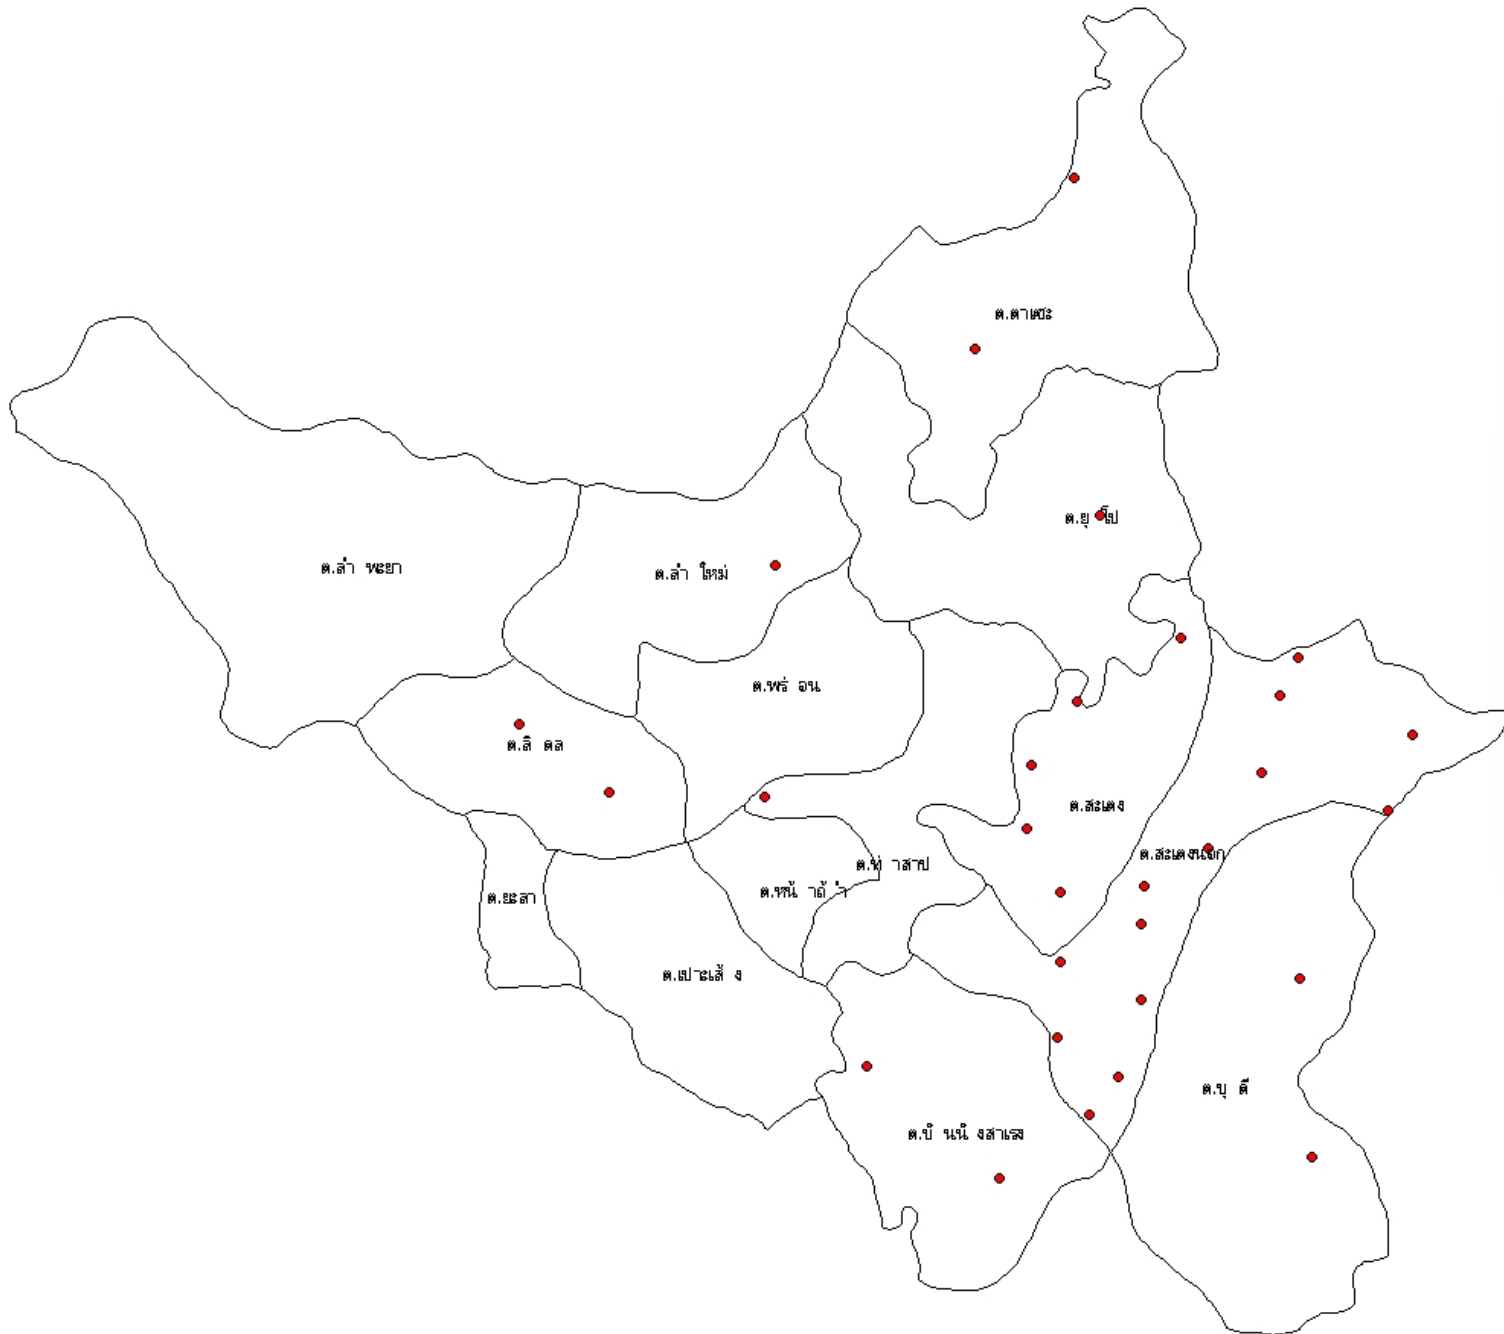 ต.ตาเซะ
ต.ยุ โป
ต.ลำ พะยา
ต.ลำ ใหม่
ต.พร่ อน
ต.ลิ ดล
ต.สะเตง
ต.สะเตงนอก
ต.ท่ าสาป
ต.หน้ าถ้ำ
ต.ยะลา
ต.เปาะเส้ ง
ต.บุ ดี
ต.บั นนั งสาเรง